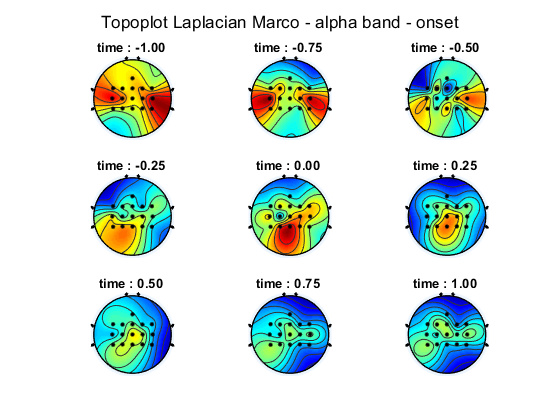 Topoplot Laplacian Marco - alpha band - onset
time : -1.00
time : -0.75
time : -0.50
time : -0.25
time : 0.00
time : 0.25
time : 0.50
time : 0.75
time : 1.00